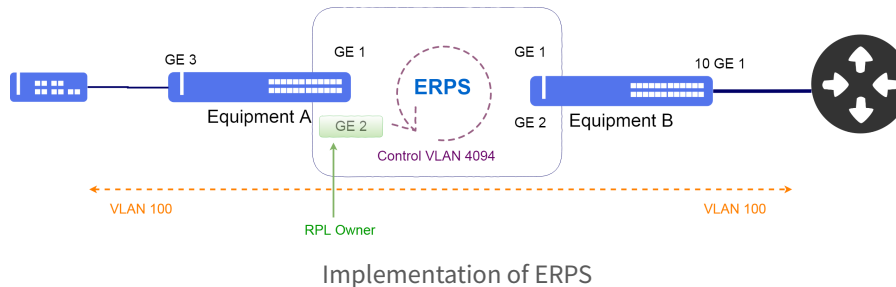 GE 3
GE 1
ERPS
GE 1
10 GE 1
Equipment A
GE 2
GE 2
Equipment B
Control VLAN 4094
VLAN 100
VLAN 100
RPL Owner
Implementation of ERPS